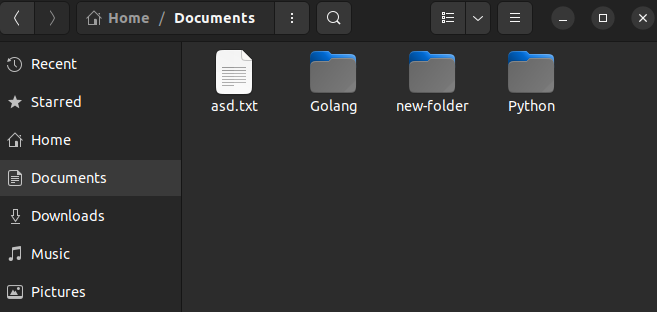 Home / Documents
Recent
Starred
Home
Documents
Downloads
Music
Pictures
asd.txt
Golang
new-folder
Python